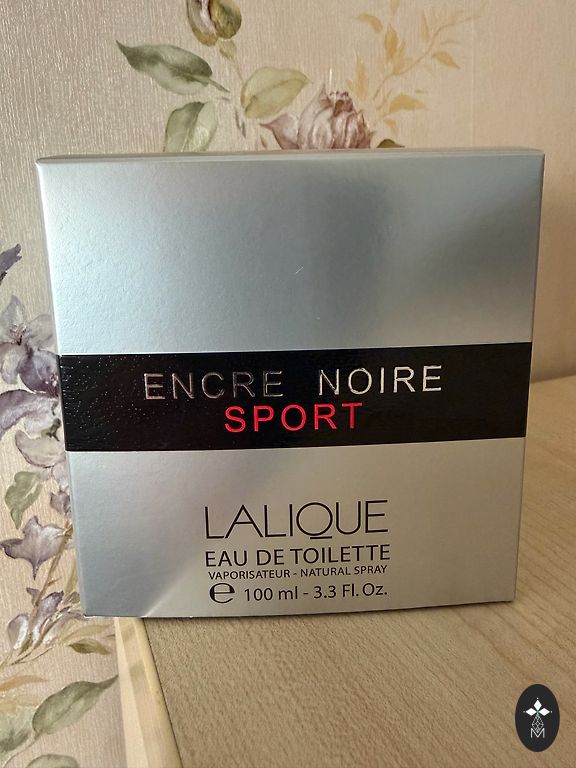 ENCRE NOIRE
SPORT
LALIQUE
EAU DE TOILETTE
VAPORISATEUR - NATURAL SPRAY
℮ 100 ml - 3.3 Fl. Oz.
M